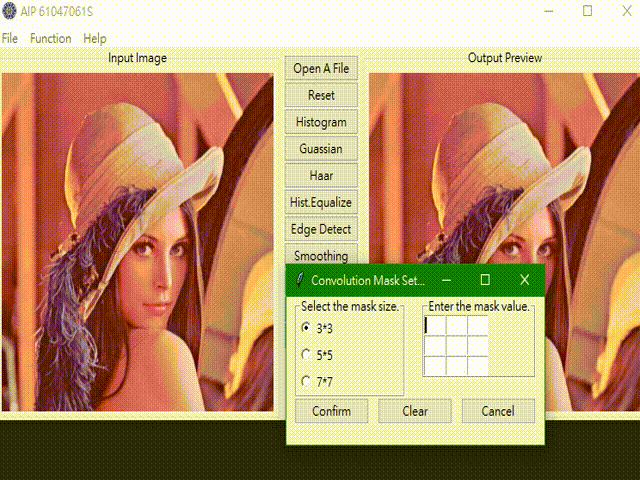 AIP 61047061S
File Function Help
Input Image
Output Preview
Open A File
Reset
Histogram
Guassian
Haar
Hist.Equalize
Edge Detect
Smoothing
Convolution Mask Set...
Select the mask size.
Enter the mask value.
3*3
5*5
7*7
Confirm
Clear
Cancel